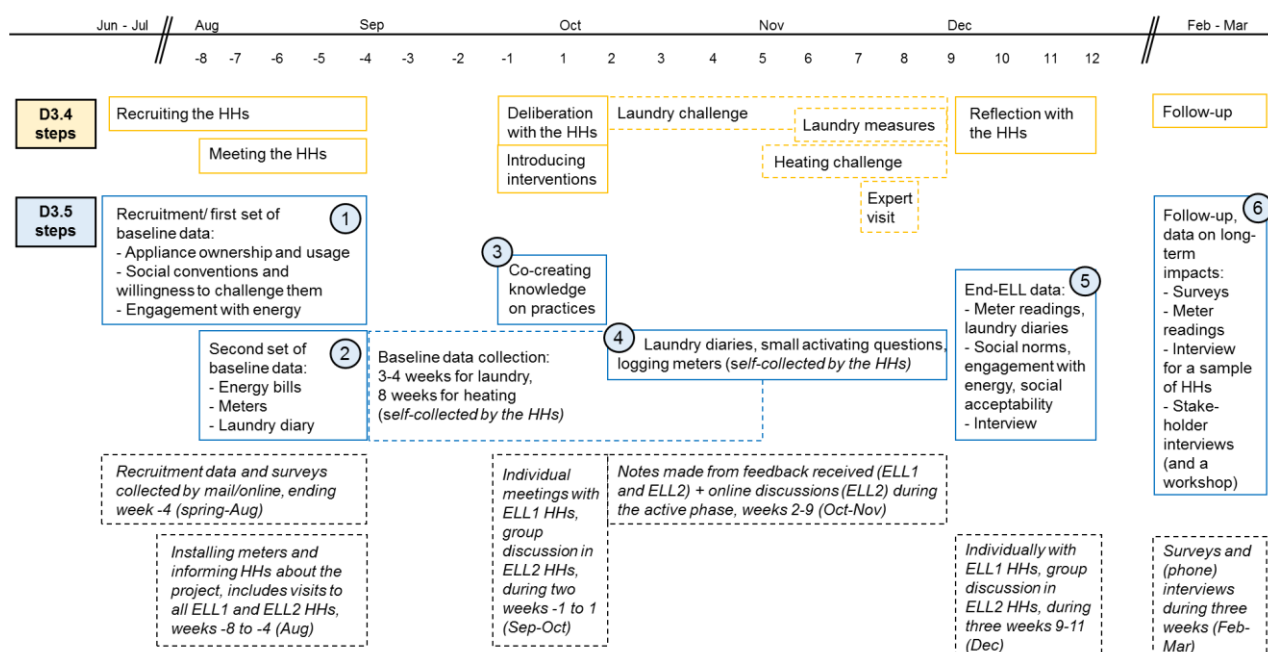 Jun - Jul Aug Sep Oct Nov Dec Feb - Mar
-8 -7 -6 -5 -4 -3 -2 -1 1 2 3 4 5 6 7 8 9 10 11 12
D3.4
steps
Recruiting the HHs
Meeting the HHs
Deliberation
with the HHs
Introducing
interventions
Laundry challenge
Laundry measures
Heating challenge
Expert
visit
Reflection with
the HHs
Follow-up
D3.5
steps
1
Recruitment/ first set of
baseline data:
- Appliance ownership and usage
- Social conventions and
willingness to challenge them
- Engagement with energy
2
Second set of
baseline data:
- Energy bills
- Meters
- Laundry diary
Baseline data collection:
3-4 weeks for laundry,
8 weeks for heating
(self-collected by the HHs)
3
Co-creating
knowledge
on practices
4
Laundry diaries, small activating questions,
logging meters (self-collected by the HHs)
5
End-ELL data:
- Meter readings,
laundry diaries
- Social norms,
engagement with
energy, social
acceptability
- Interview
6
Follow-up,
data on long-
term
impacts:
- Surveys
- Meter
readings
- Interview
for a sample
of HHs
- Stake-
holder
interviews
(and a
workshop)
Recruitment data and surveys
collected by mail/online, ending
week -4 (spring-Aug)
Installing meters and
informing HHs about the
project, includes visits to
all ELL1 and ELL2 HHs,
weeks -8 to -4 (Aug)
Individual
meetings with
ELL1 HHs,
group
discussion in
ELL2 HHs,
during two
weeks -1 to 1
(Sep-Oct)
Notes made from feedback received (ELL1
and ELL2) + online discussions (ELL2) during
the active phase, weeks 2-9 (Oct-Nov)
Individually with
ELL1 HHs, group
discussion in
ELL2 HHs, during
three weeks 9-11
(Dec)
Surveys and
(phone)
interviews
during three
weeks (Feb-
Mar)